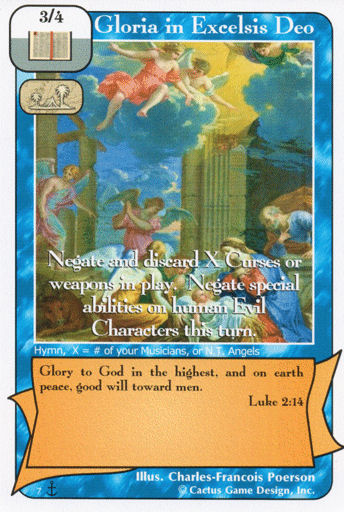 3/4
Gloria in Excelsis Deo
Negate and discard X Curses or
weapons in play. Negate special
abilities on human Evil
Characters this turn.
Hymn, X = # of your Musicians, or N.T. Angels
Glory to God in the highest, and on earth
peace, good will toward men.
Luke 2:14
Illus. Charles-Francois Poerson
7 © Cactus Game Design, Inc.